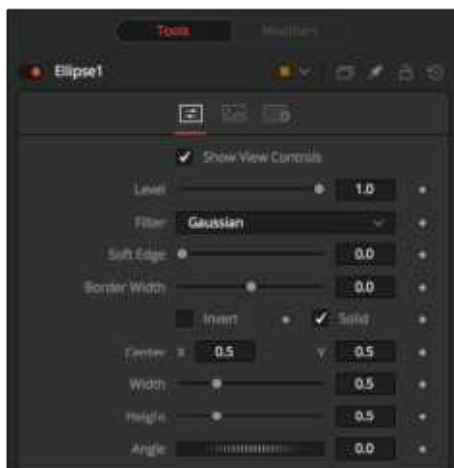 Tools Modifiers
Ellipse1
Show View Controls
Level 1.0
Filter Gaussian
Soft Edge 0.0
Border Width 0.0
Invert Solid
Center X 0.5 Y 0.5
Width 0.5
Height 0.5
Angle 0.0